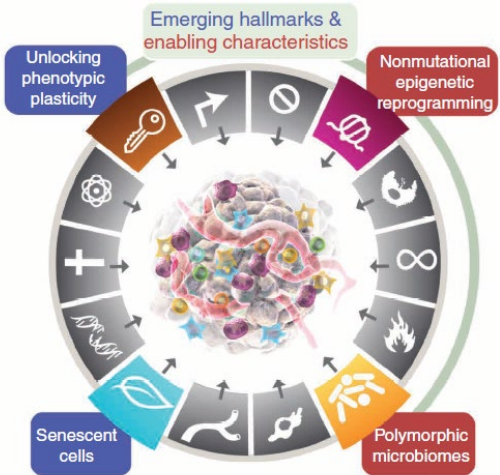 Emerging hallmarks &
enabling characteristics
Unlocking
phenotypic
plasticity
Nonmutational
epigenetic
reprogramming
Senescent
cells
Polymorphic
microbiomes